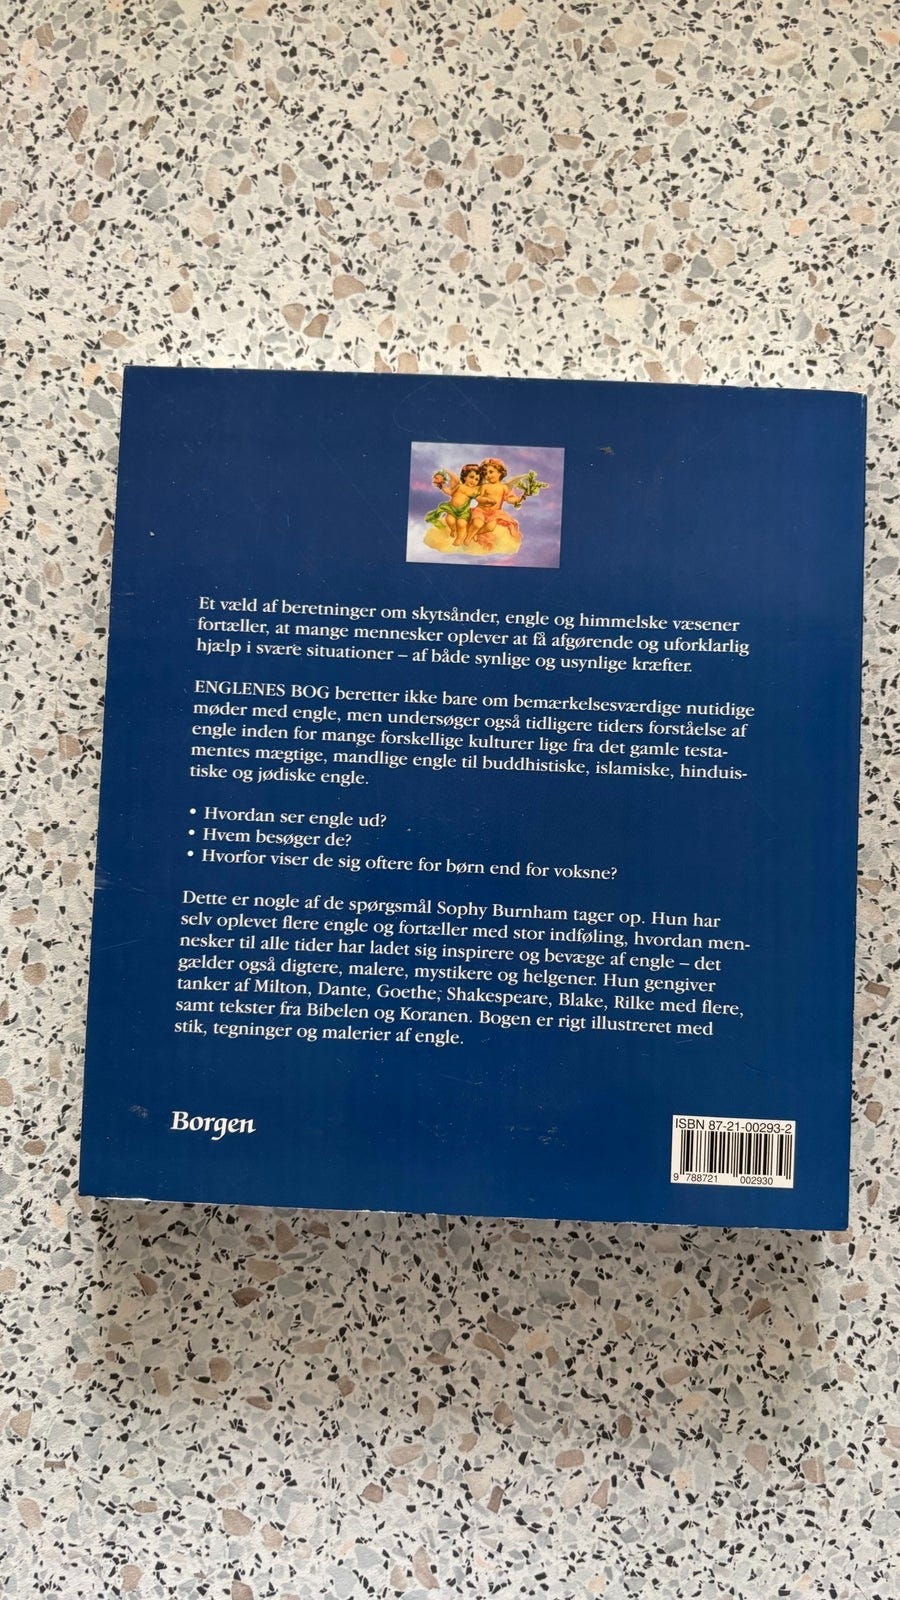 Et væld af beretninger om skytsånder, engle og himmelske væsener
fortæller, at mange mennesker oplever at få afgørende og uforklarlig
hjælp i svære situationer – af både synlige og usynlige kræfter.
ENGLENES BOG beretter ikke bare om bemærkelsesværdige nutidige
møder med engle, men undersøger også tidligere tiders forståelse af
engle inden for mange forskellige kulturer lige fra det gamle testa-
mentes mægtige, mandlige engle til buddhistiske, islamiske, hinduis-
tiske og jødiske engle.
• Hvordan ser engle ud?
• Hvem besøger de?
• Hvorfor viser de sig oftere for børn end for voksne?
Dette er nogle af de spørgsmål Sophy Burnham tager op. Hun har
selv oplevet flere engle og fortæller med stor indføling, hvordan men-
nesker til alle tider har ladet sig inspirere og bevæge af engle – det
gælder også digtere, malere, mystikere og helgener. Hun gengiver
tanker af Milton, Dante, Goethe, Shakespeare, Blake, Rilke med flere,
samt tekster fra Bibelen og Koranen. Bogen er rigt illustreret med
stik, tegninger og malerier af engle.
Borgen
ISBN 87-21-00293-2
9 788721 002930